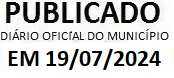 PUBLICADO
DIÁRIO OFICIAL DO MUNICÍPIO
EM 19/07/2024